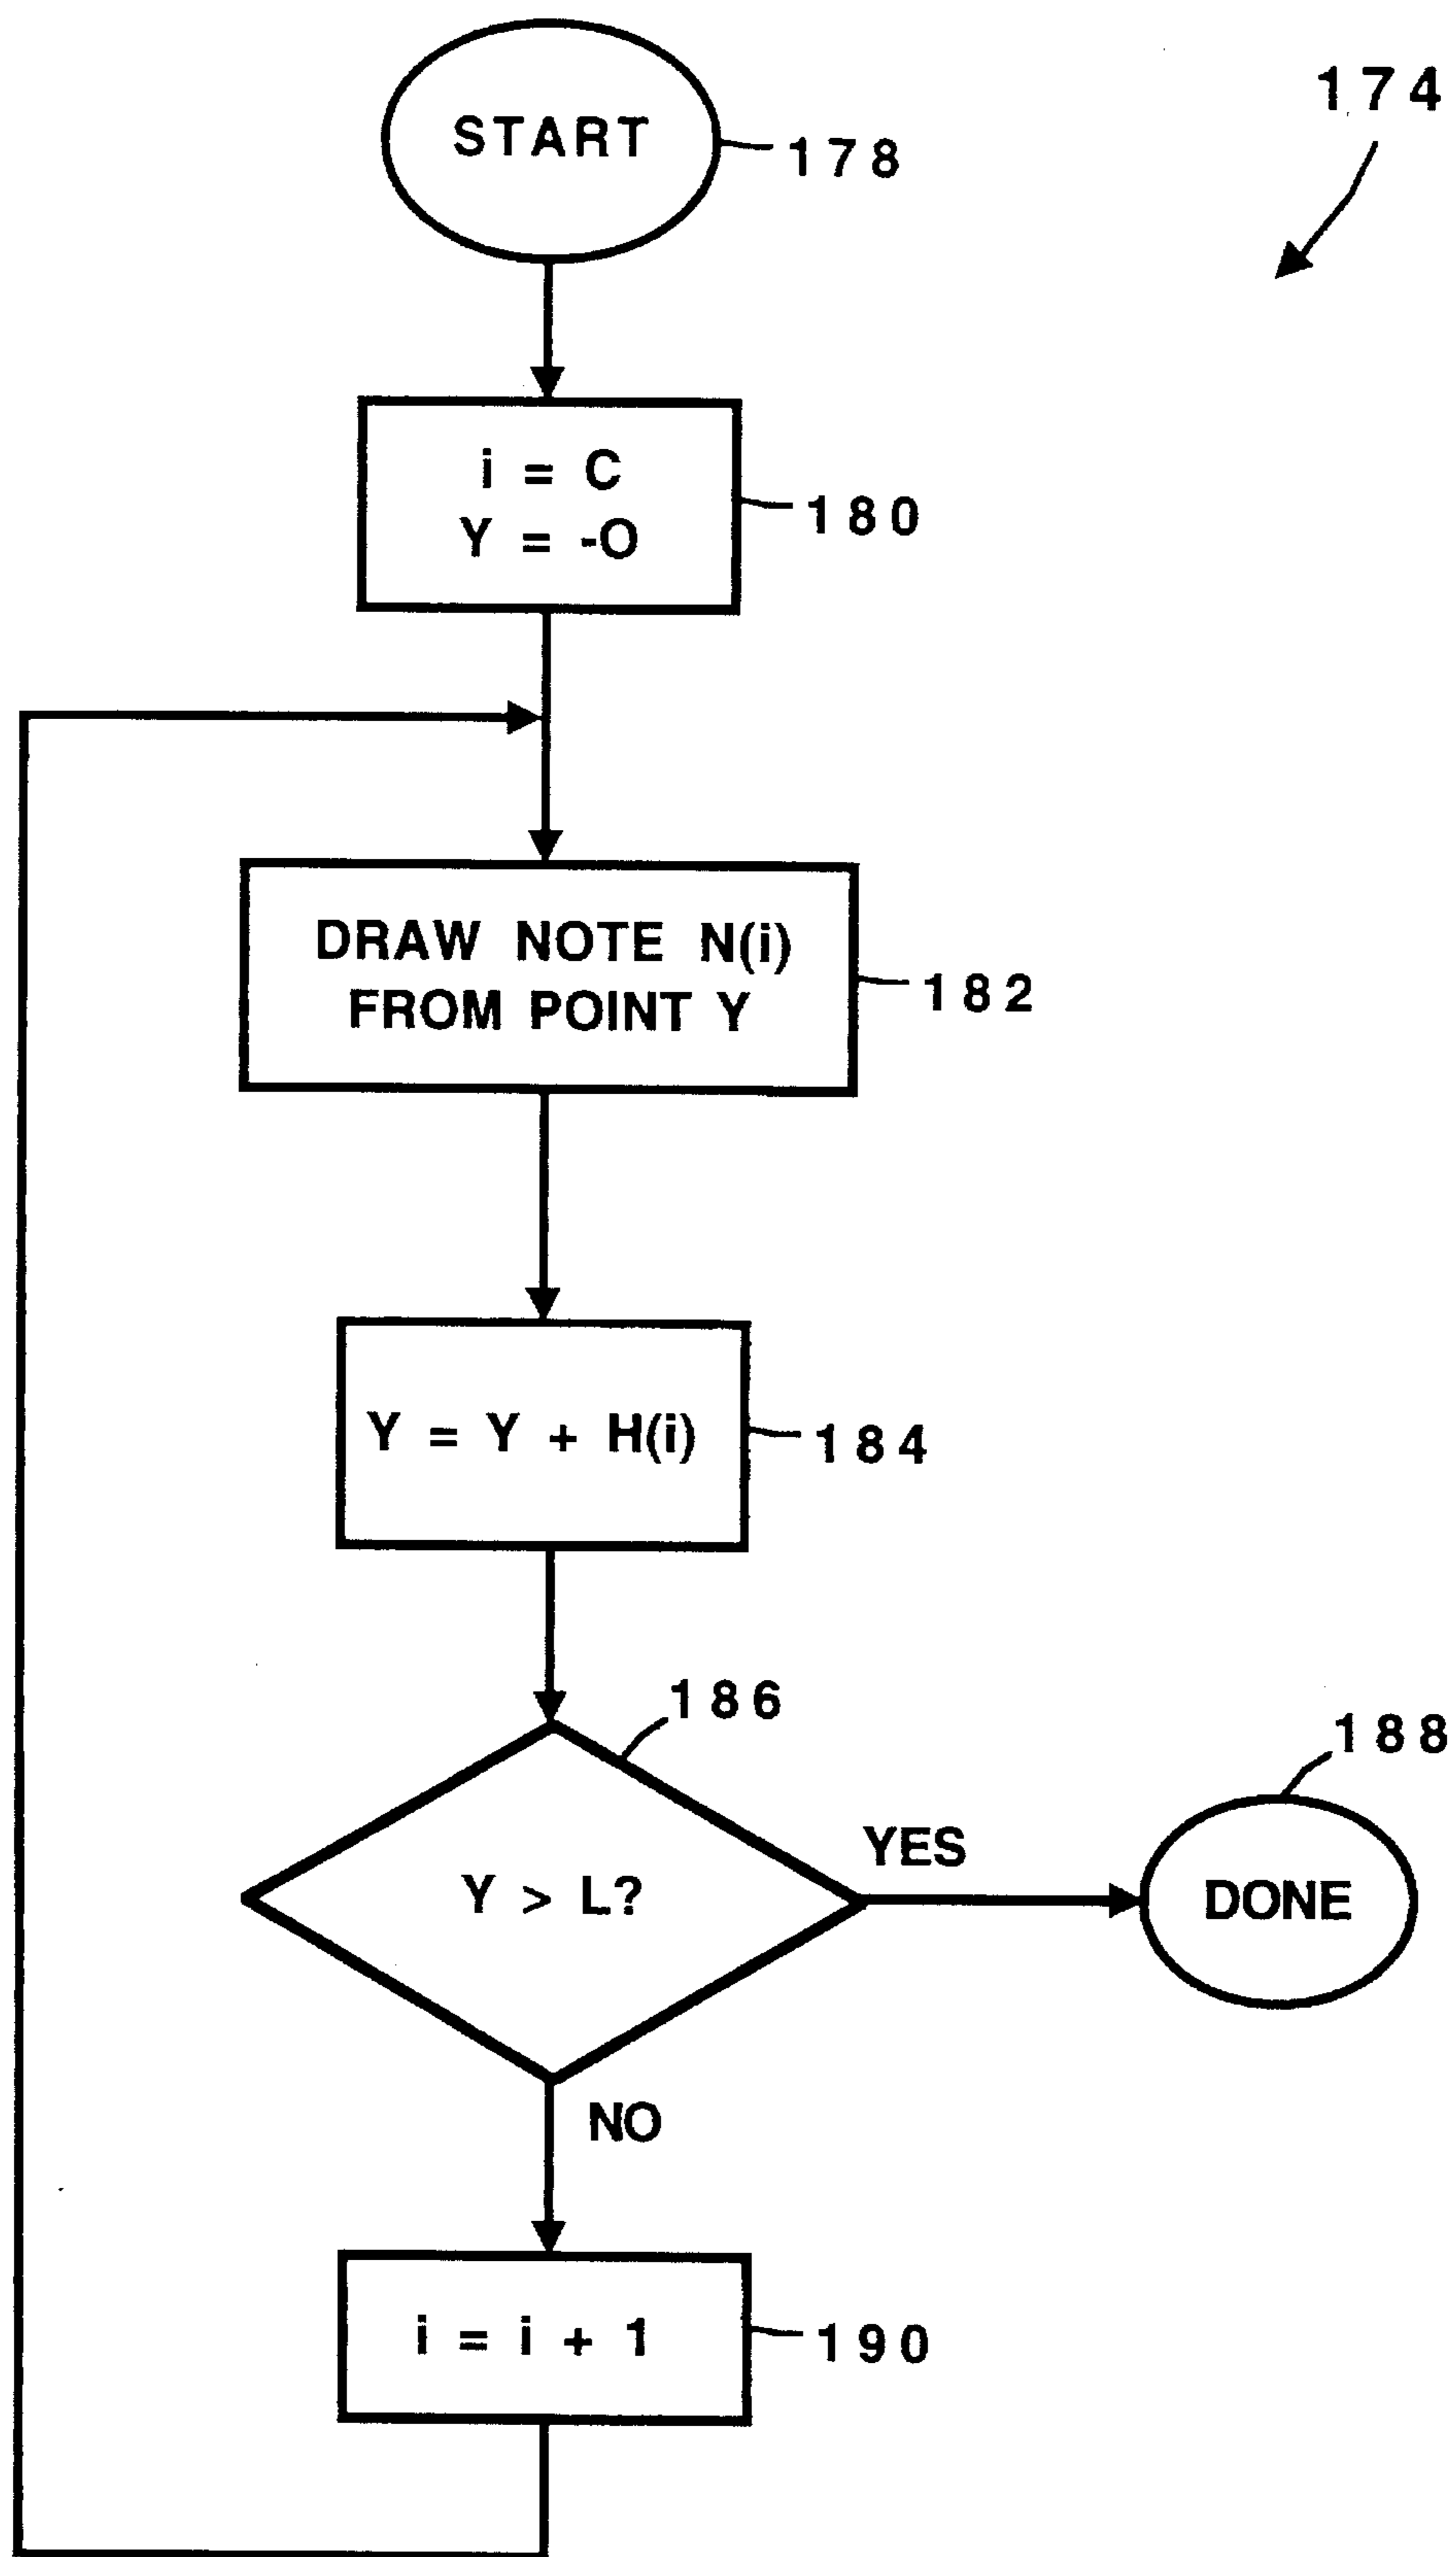 174
START
178
i = C
Y = -O
180
DRAW NOTE N(i)
FROM POINT Y
182
Y = Y + H(i)
184
186
188
Y > L?
YES
DONE
NO
i = i + 1
190